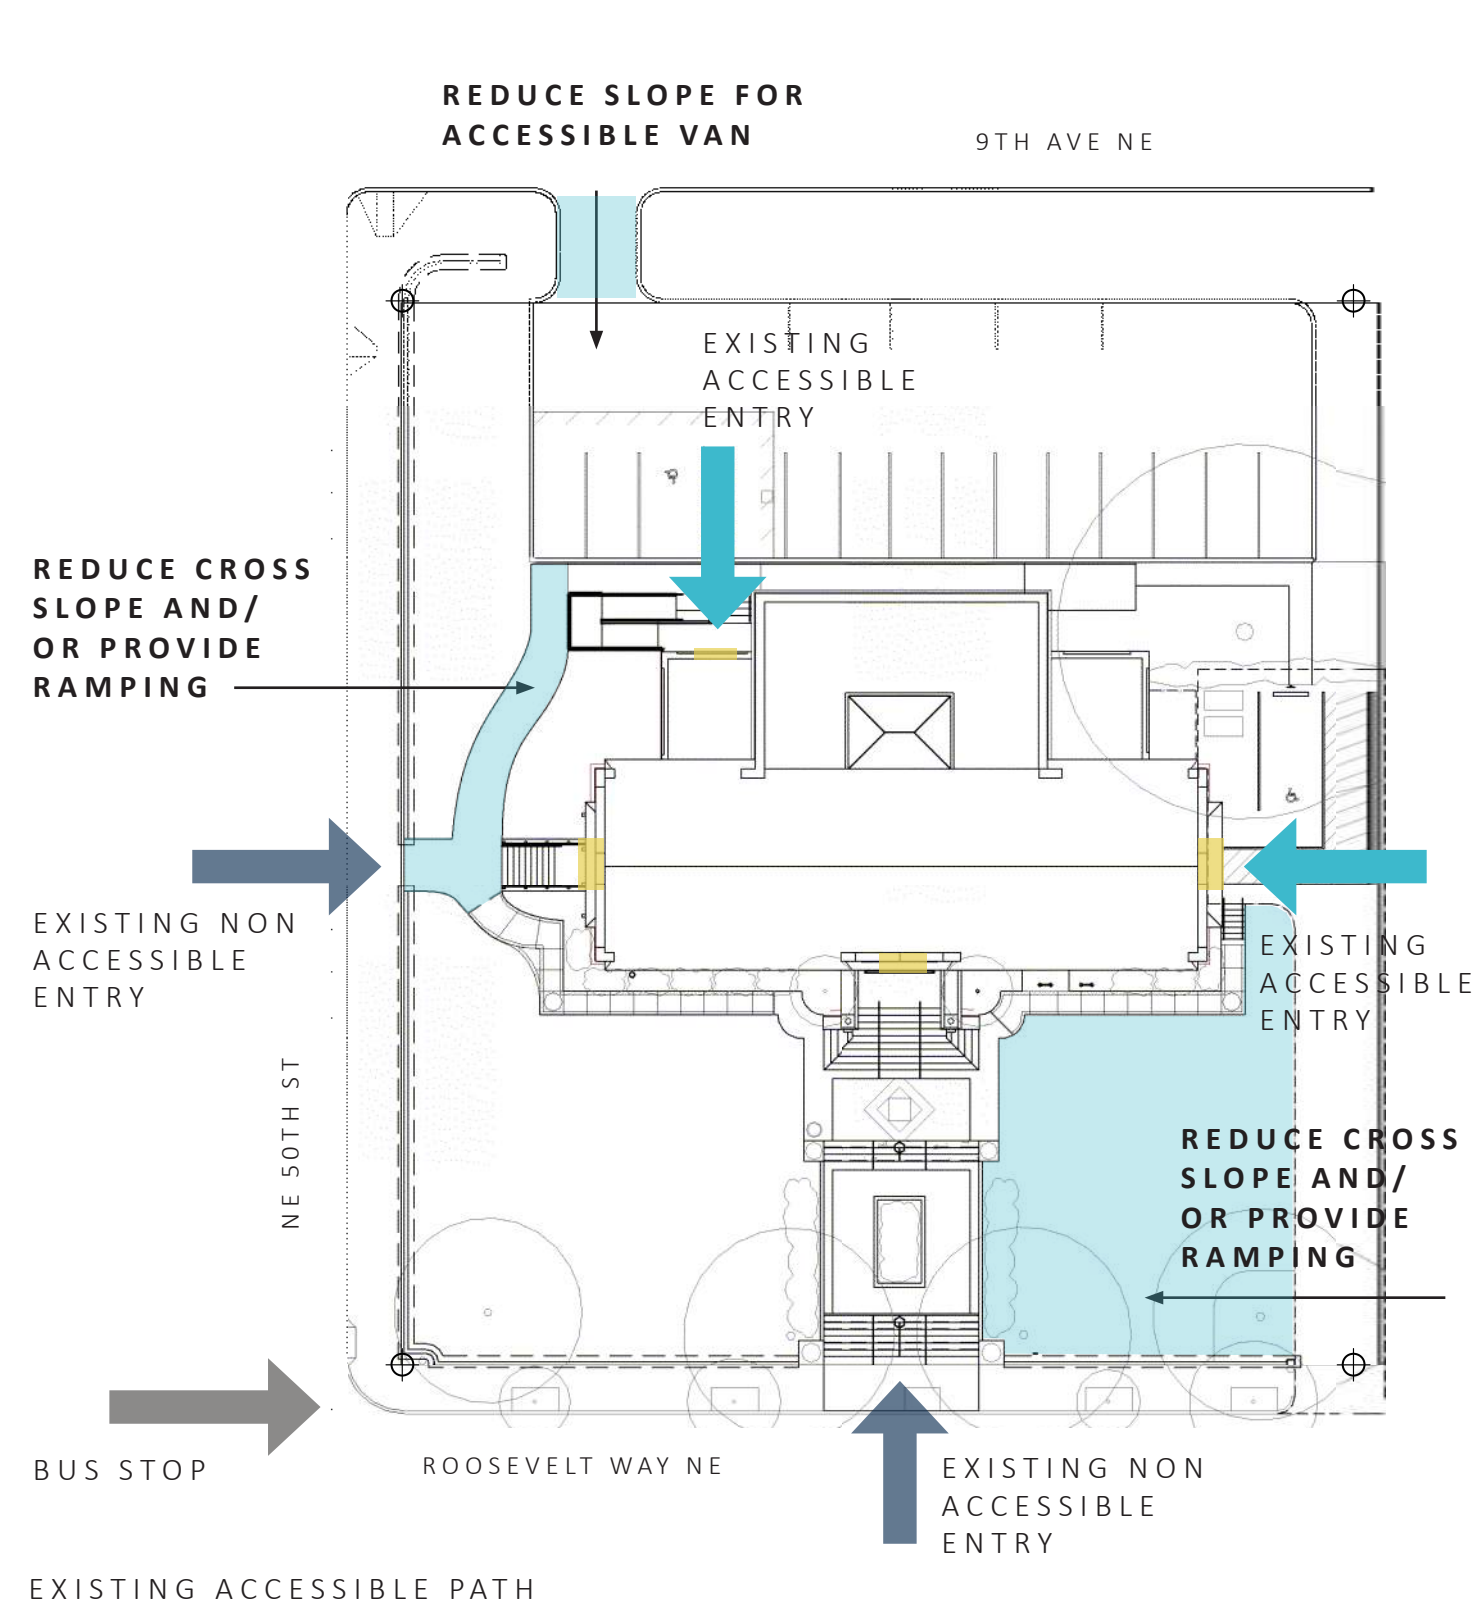 REDUCE SLOPE FOR
ACCESSIBLE VAN
9TH AVE NE
EXISTING
ACCESSIBLE
ENTRY
REDUCE CROSS
SLOPE AND/
OR PROVIDE
RAMPING
EXISTING NON
ACCESSIBLE
ENTRY
EXISTING
ACCESSIBLE
ENTRY
NE 50TH ST
REDUCE CROSS
SLOPE AND/
OR PROVIDE
RAMPING
BUS STOP
ROOSEVELT WAY NE
EXISTING NON
ACCESSIBLE
ENTRY
EXISTING ACCESSIBLE PATH